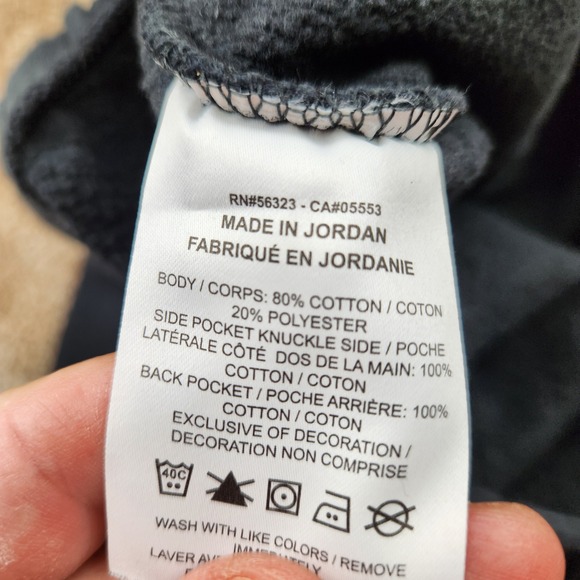 RN#56323 - CA#05553
MADE IN JORDAN
FABRIQUÉ EN JORDANIE
BODY / CORPS: 80% COTTON / COTON
20% POLYESTER
SIDE POCKET KNUCKLE SIDE / POCHE
LATÉRALE CÔTÉ DOS DE LA MAIN: 100%
COTTON / COTON
BACK POCKET / POCHE ARRIÈRE: 100%
COTTON / COTON
EXCLUSIVE OF DECORATION /
DECORATION NON COMPRISE
40C
WASH WITH LIKE COLORS / REMOVE
IMMEDIATELY
LAVER